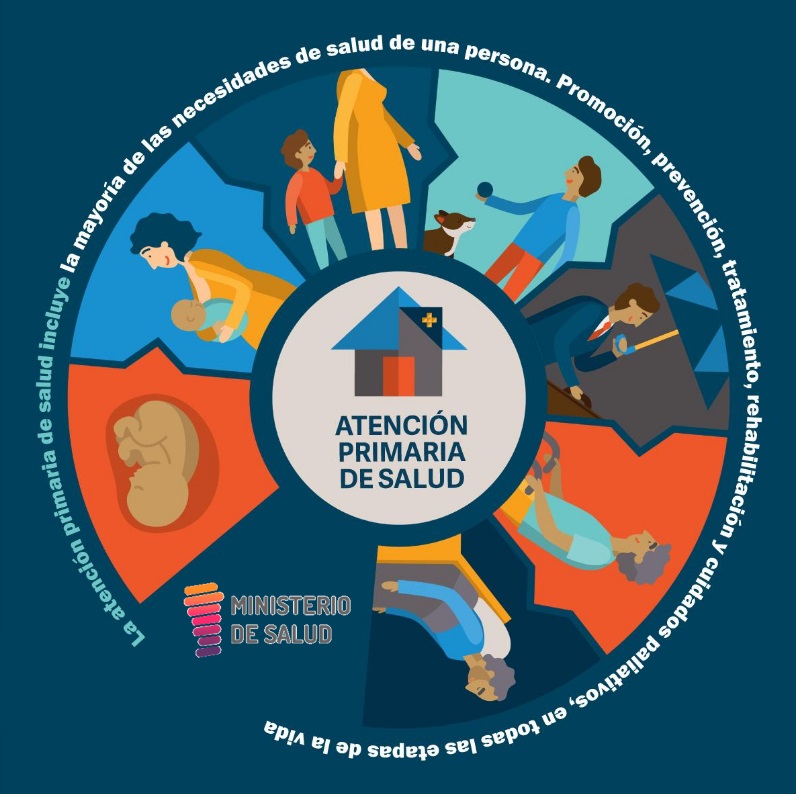 La atención primaria de salud incluye la mayoría de las necesidades de salud de una persona. Promoción, prevención, tratamiento, rehabilitación y cuidados paliativos, en todas las etapas de la vida
ATENCIÓN
PRIMARIA
DE SALUD
MINISTERIO
DE SALUD